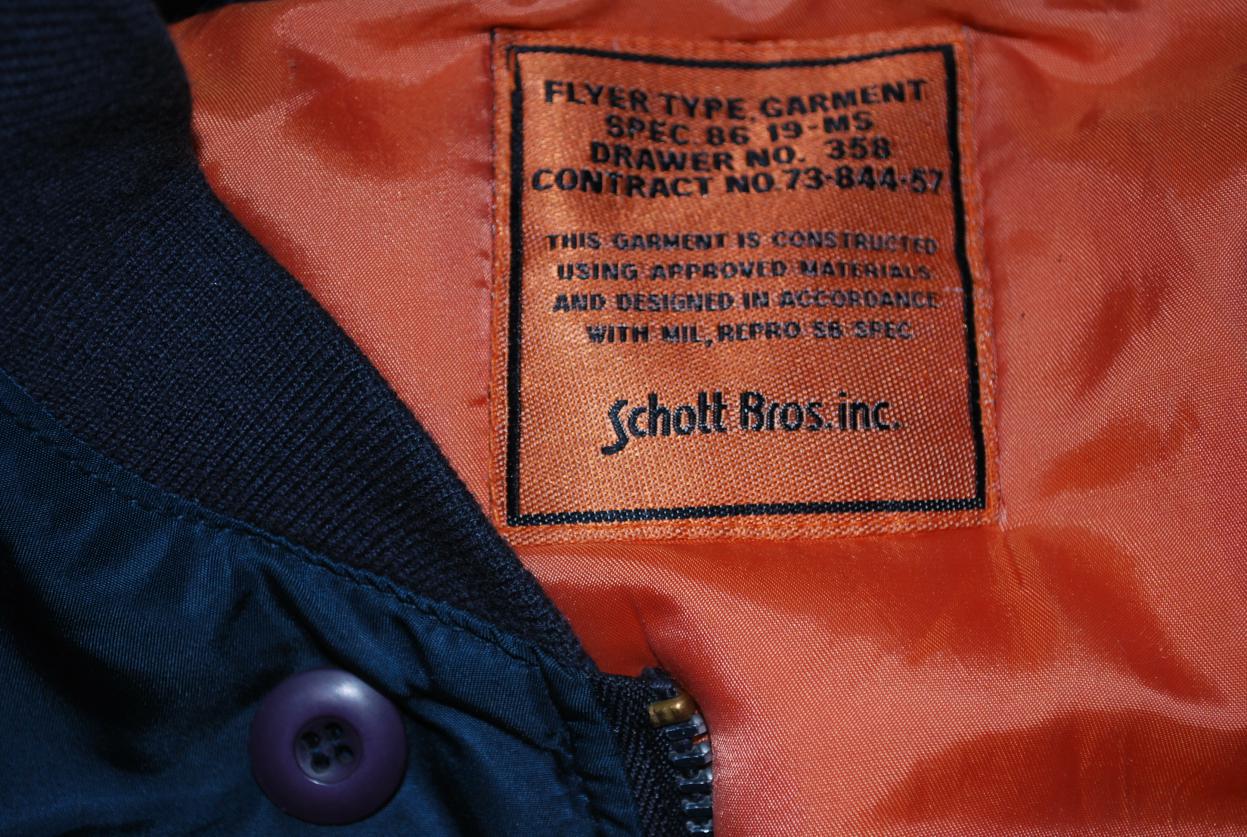 FLYER TYPE, GARMENT
SPEC 86 19-MS
DRAWER NO. 358
CONTRACT NO.73-844-57
THIS GARMENT IS CONSTRUCTED
USING APPROVED MATERIALS
AND DESIGNED IN ACCORDANCE
WITH MIL, REPRO S6 SPEC
Schott Bros. inc.